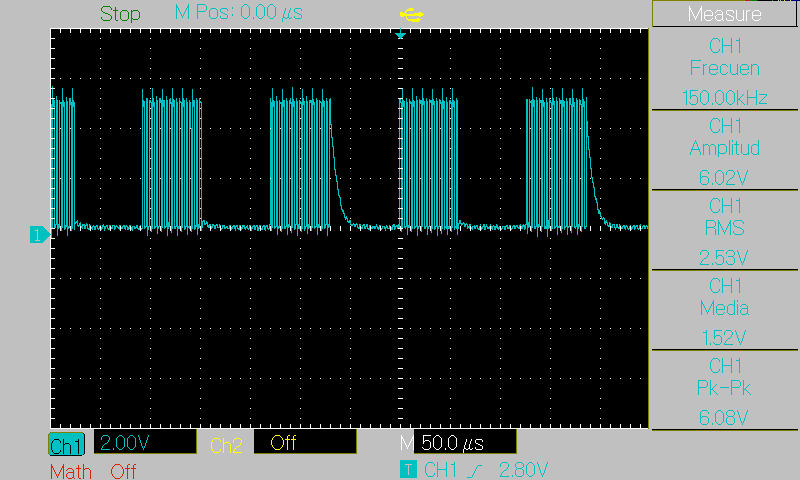 Stop M Pos: 0.00 µs Measure
CH1
Frecuen
150.00kHz
CH1
Amplitud
6.02V
CH1
RMS
2.53V
CH1
Media
1.52V
CH1
Pk-Pk
6.08V
1
Ch1 2.00V Ch2 Off M 50.0 µs
Math Off T CH1 2.80V